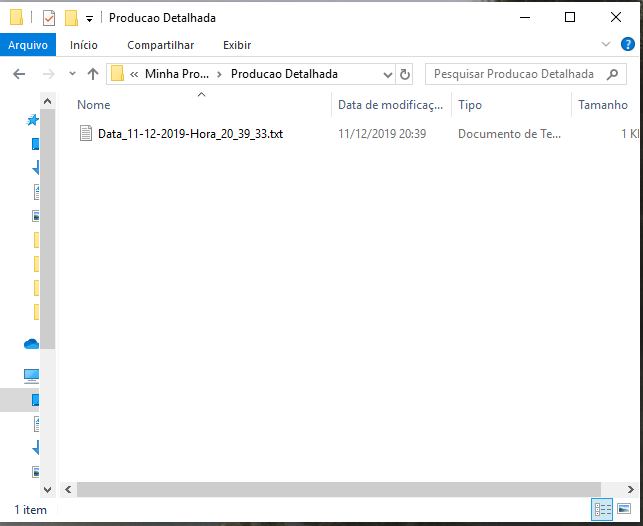 Producao Detalhada
Arquivo Início Compartilhar Exibir
Minha Pro... Producao Detalhada Pesquisar Producao Detalhada
Nome Data de modificaç... Tipo Tamanho
Data_11-12-2019-Hora_20_39_33.txt 11/12/2019 20:39 Documento de Te... 1 K
1 item